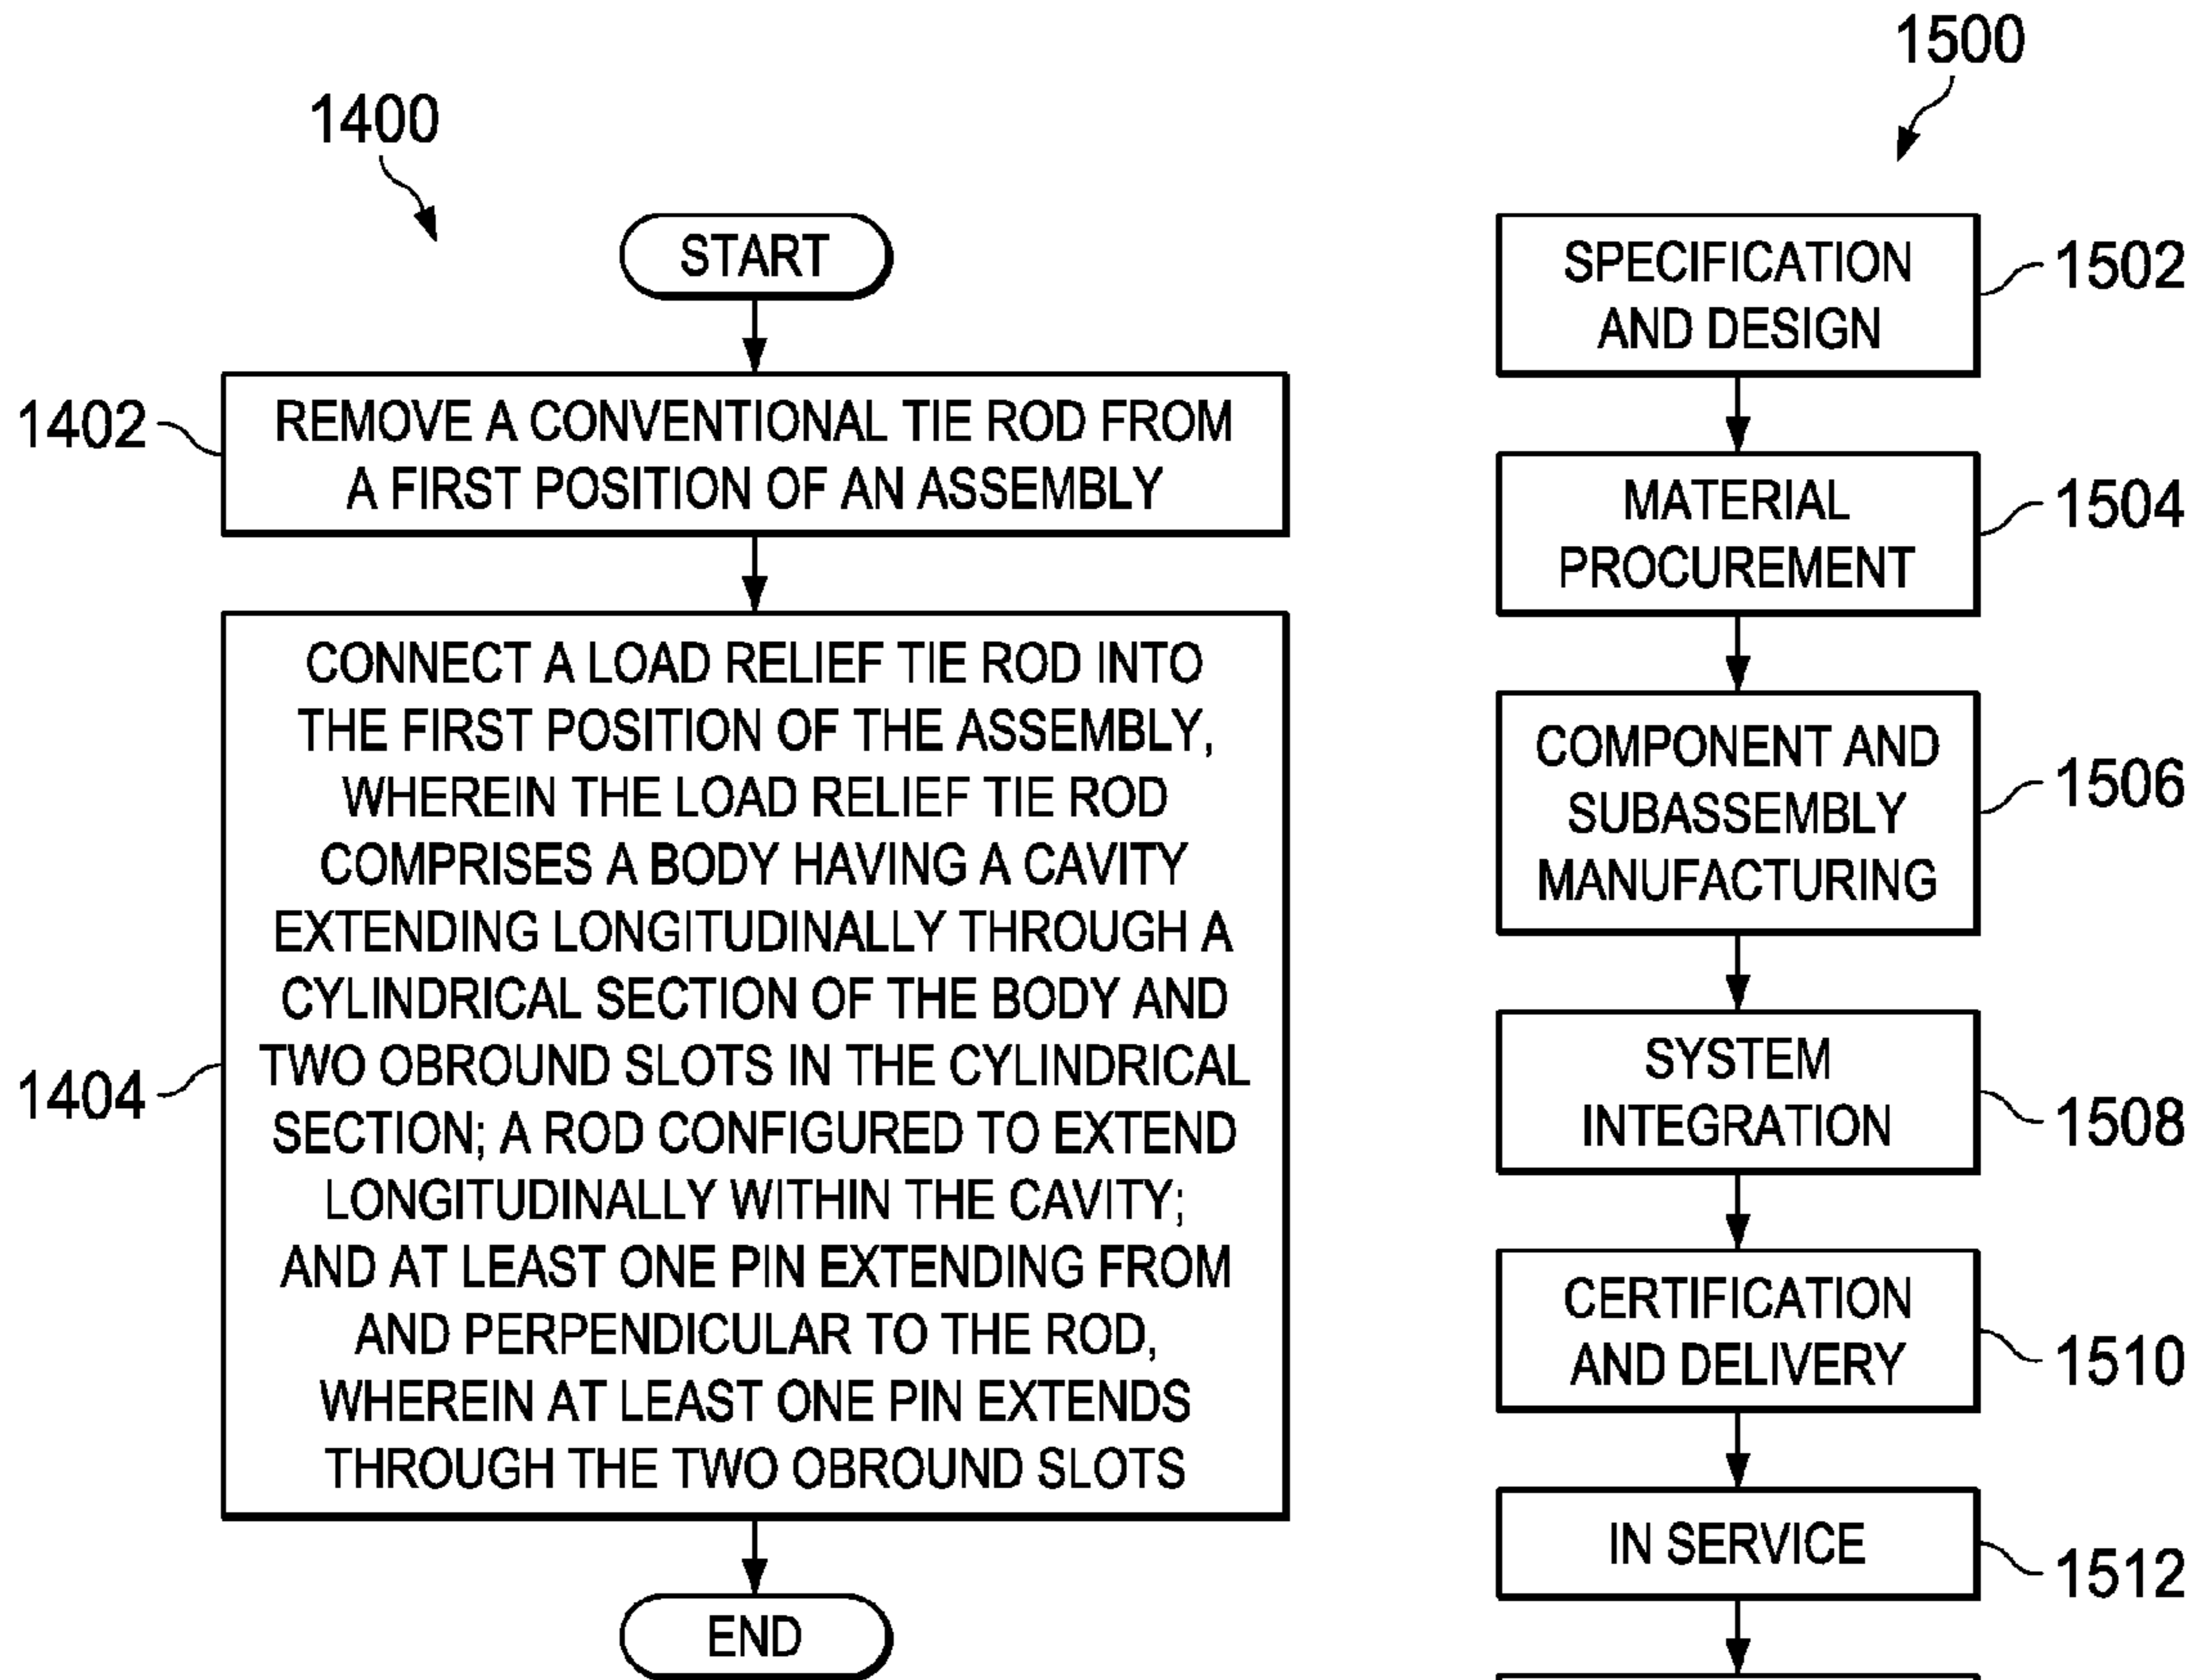 1400
START
1402
REMOVE A CONVENTIONAL TIE ROD FROM
A FIRST POSITION OF AN ASSEMBLY
CONNECT A LOAD RELIEF TIE ROD INTO
THE FIRST POSITION OF THE ASSEMBLY,
WHEREIN THE LOAD RELIEF TIE ROD
COMPRISES A BODY HAVING A CAVITY
EXTENDING LONGITUDINALLY THROUGH A
CYLINDRICAL SECTION OF THE BODY AND
TWO OBROUND SLOTS IN THE CYLINDRICAL
SECTION; A ROD CONFIGURED TO EXTEND
LONGITUDINALLY WITHIN THE CAVITY;
AND AT LEAST ONE PIN EXTENDING FROM
AND PERPENDICULAR TO THE ROD,
WHEREIN AT LEAST ONE PIN EXTENDS
THROUGH THE TWO OBROUND SLOTS
1404
END
1500
SPECIFICATION
AND DESIGN
1502
MATERIAL
PROCUREMENT
1504
COMPONENT AND
SUBASSEMBLY
MANUFACTURING
1506
SYSTEM
INTEGRATION
1508
CERTIFICATION
AND DELIVERY
1510
IN SERVICE
1512